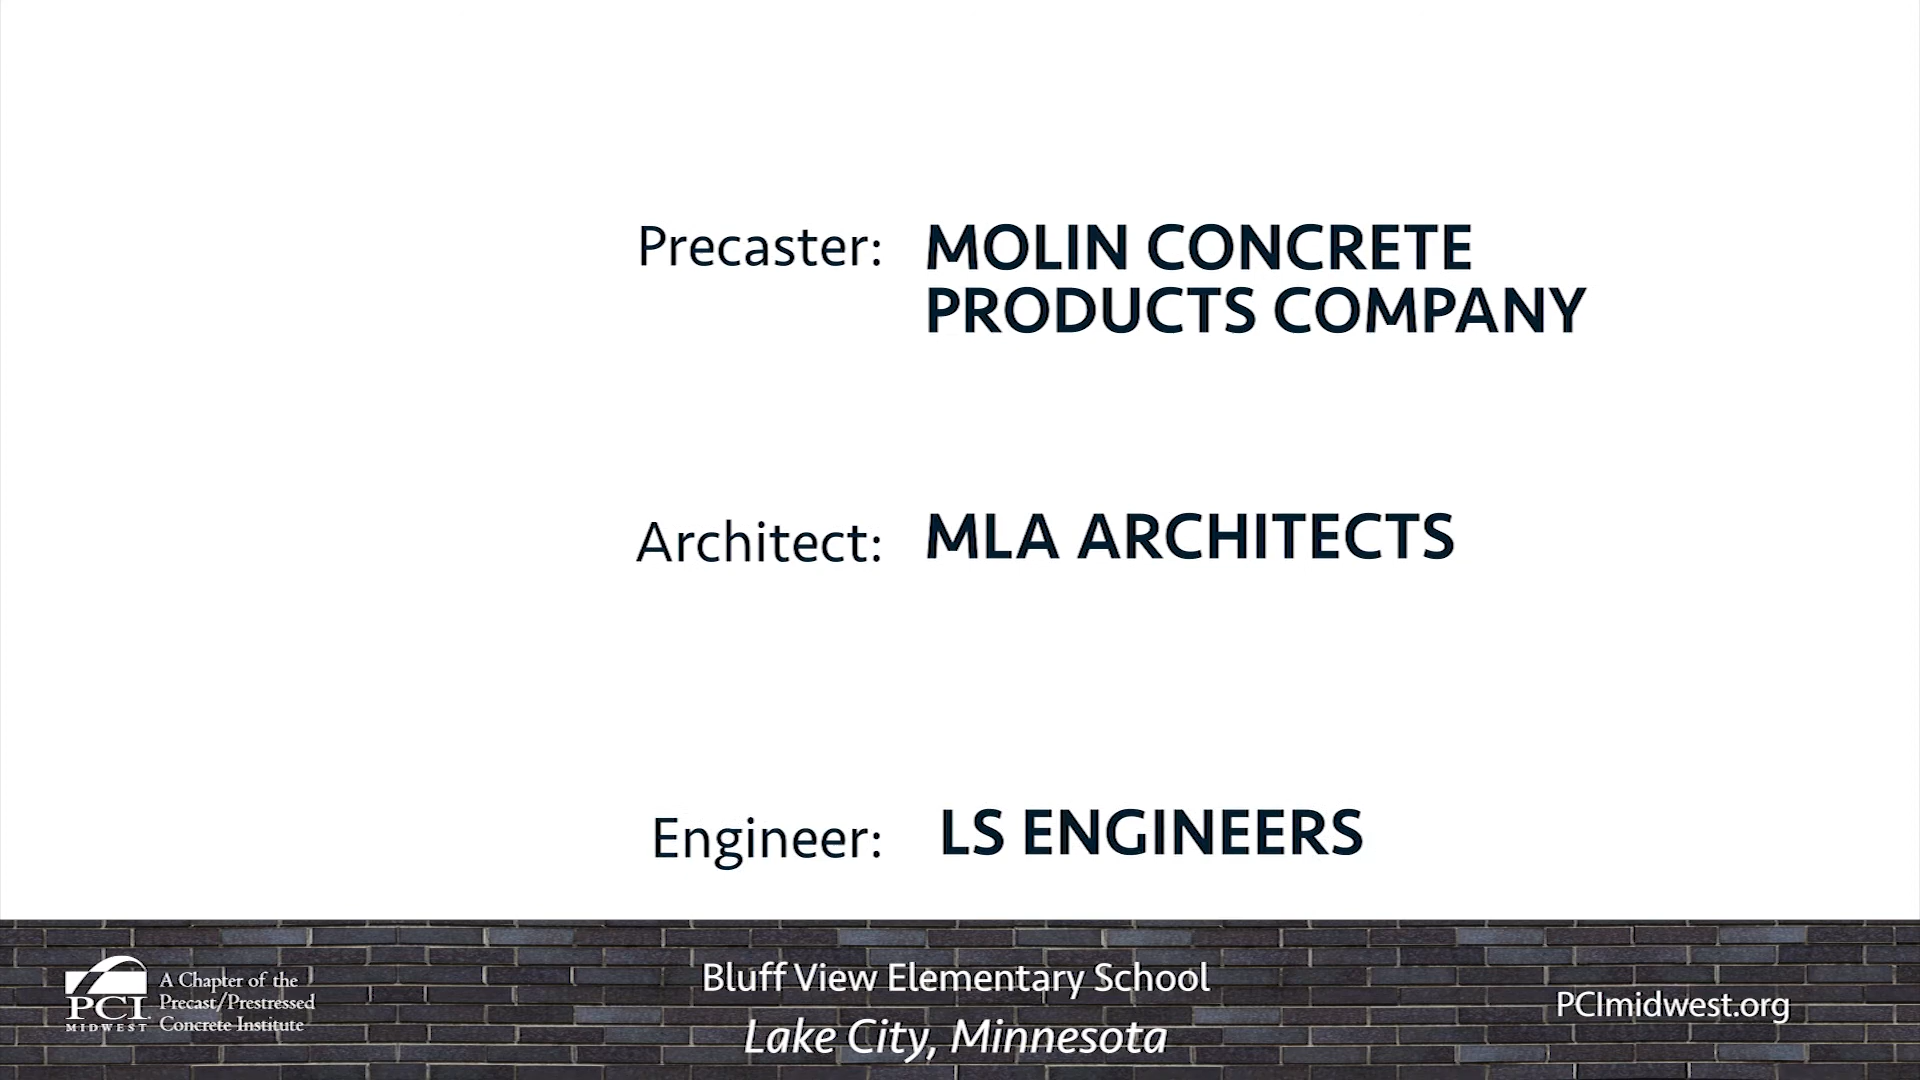 Precaster: MOLIN CONCRETE
PRODUCTS COMPANY
Architect: MLA ARCHITECTS
Engineer: LS ENGINEERS
PCI
MIDWEST
A Chapter of the
Precast/Prestressed
Concrete Institute
Bluff View Elementary School
Lake City, Minnesota
PCImidwest.org